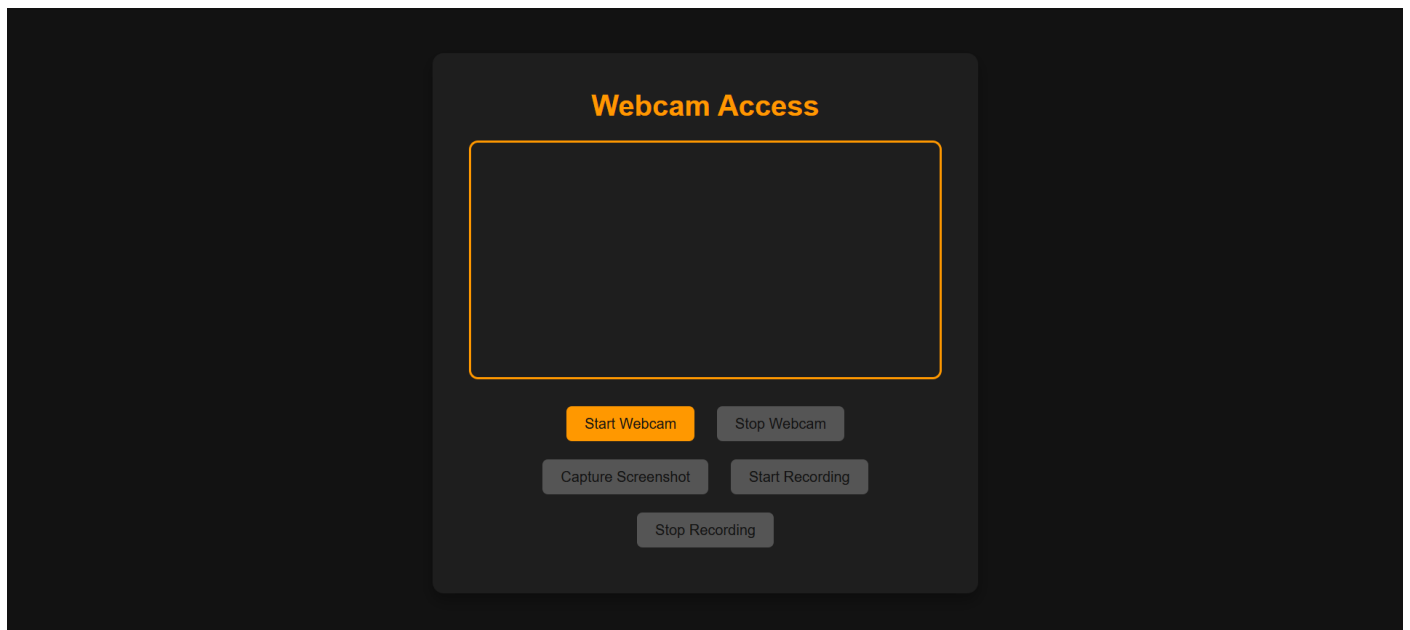 Webcam Access
Start Webcam
Stop Webcam
Capture Screenshot
Start Recording
Stop Recording